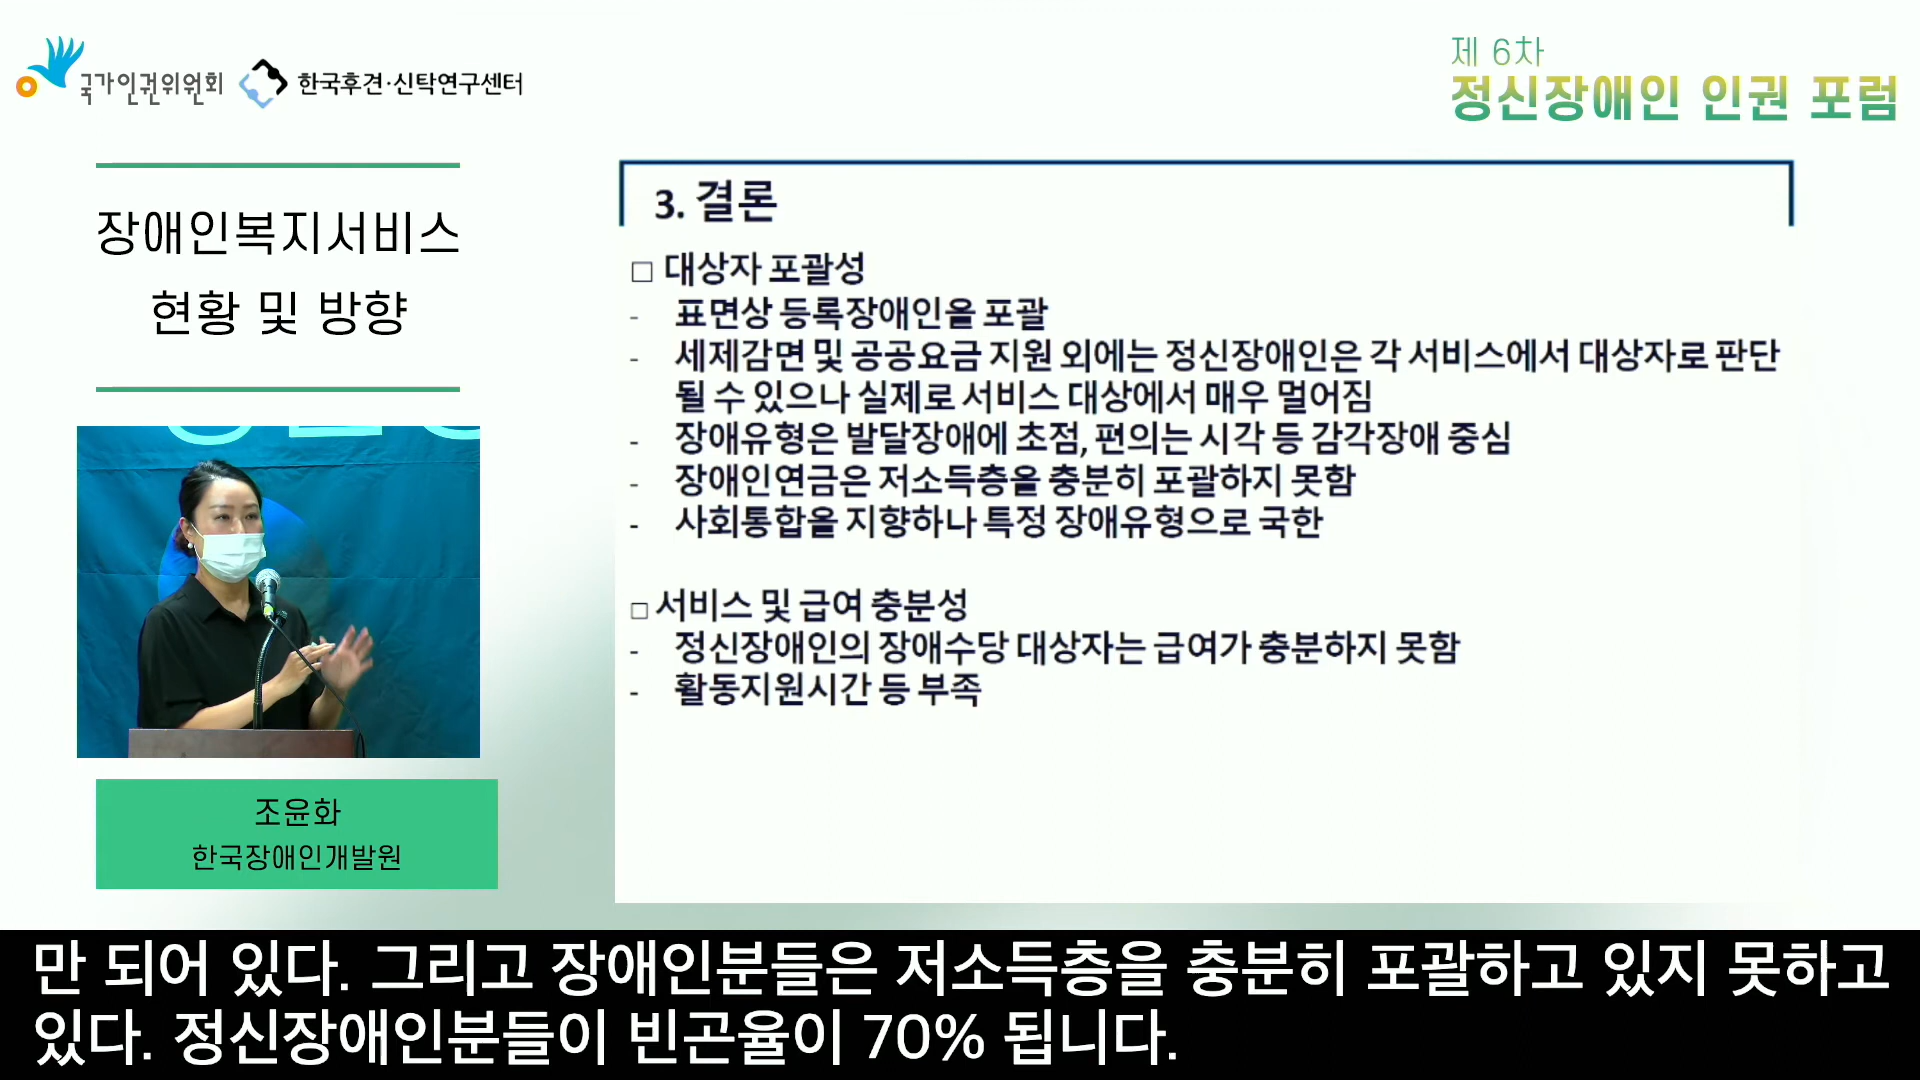 국가인권위원회 한국후견·신탁연구센터
제 6차
정신장애인 인권 포럼
장애인복지서비스
현황 및 방향
조윤화
한국장애인개발원
3. 결론
□ 대상자 포괄성
- 표면상 등록장애인을 포괄
- 세제감면 및 공공요금 지원 외에는 정신장애인은 각 서비스에서 대상자로 판단
될 수 있으나 실제로 서비스 대상에서 매우 멀어짐
- 장애유형은 발달장애에 초점, 편의는 시각 등 감각장애 중심
- 장애인연금은 저소득층을 충분히 포괄하지 못함
- 사회통합을 지향하나 특정 장애유형으로 국한
□ 서비스 및 급여 충분성
- 정신장애인의 장애수당 대상자는 급여가 충분하지 못함
- 활동지원시간 등 부족
만 되어 있다. 그리고 장애인분들은 저소득층을 충분히 포괄하고 있지 못하고
있다. 정신장애인분들이 빈곤율이 70% 됩니다.